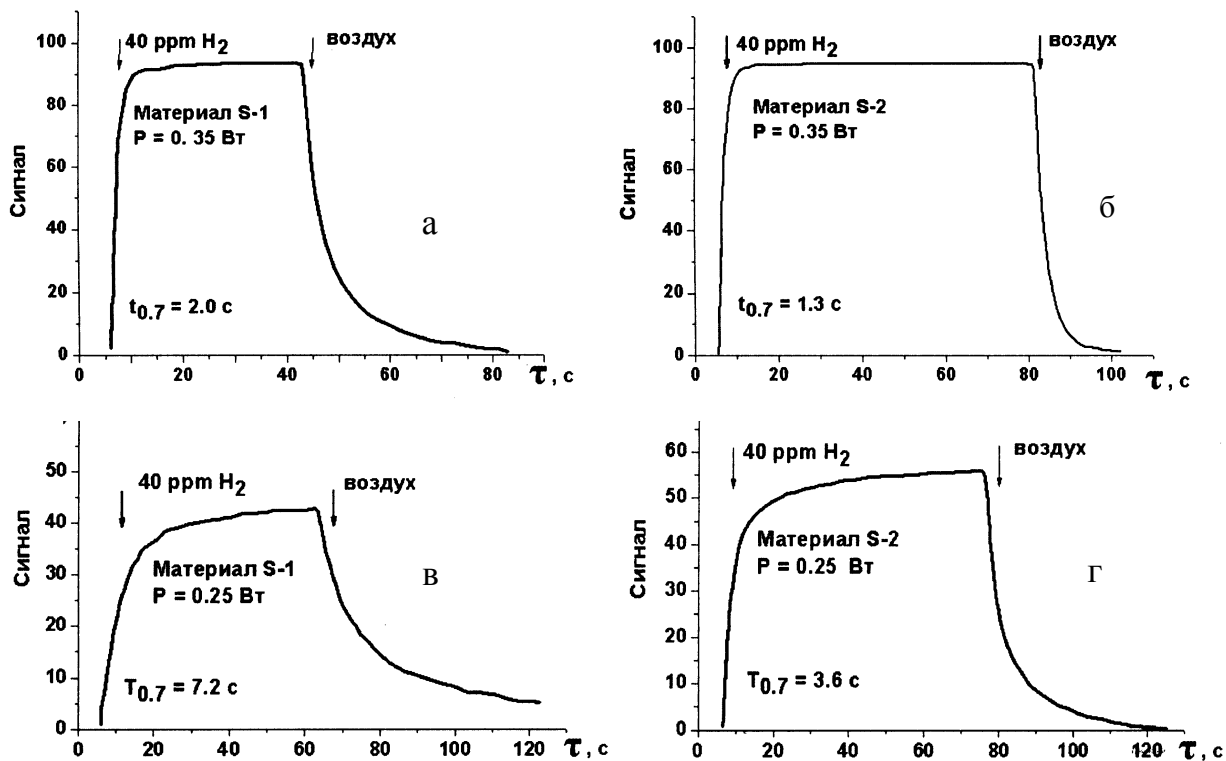 40 ppm H2
воздух
Материал S-1
P = 0. 35 Вт
а
t0.7 = 2.0 с
Сигнал
100
80
60
40
20
0
0 20 40 60 80 τ, с
40 ppm H2
воздух
Материал S-2
P = 0.35 Вт
б
t0.7 = 1.3 с
Сигнал
100
80
60
40
20
0
0 20 40 60 80 100 τ, с
40 ppm H2
воздух
Материал S-1
P = 0.25 Вт
в
T0.7 = 7.2 с
Сигнал
50
40
30
20
10
0
0 20 40 60 80 100 120 τ, с
40 ppm H2
воздух
Материал S-2
P = 0.25 Вт
г
T0.7 = 3.6 с
Сигнал
60
50
40
30
20
10
0
0 20 40 60 80 100 120 τ, с